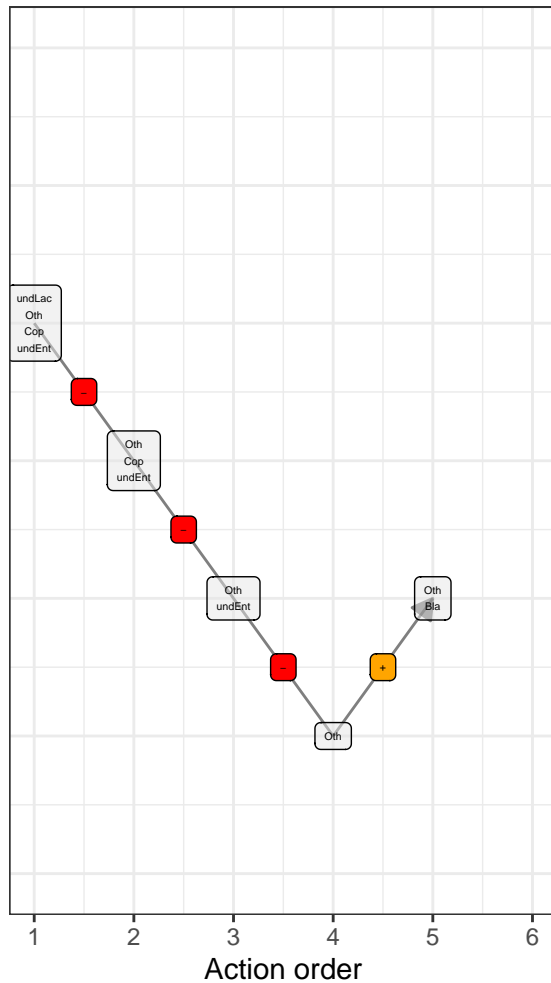 undLac
Oth
Cop
undEnt
–
Oth
Cop
undEnt
–
Oth
undEnt
Oth
Bla
–
+
Oth
1 2 3 4 5 6
Action order